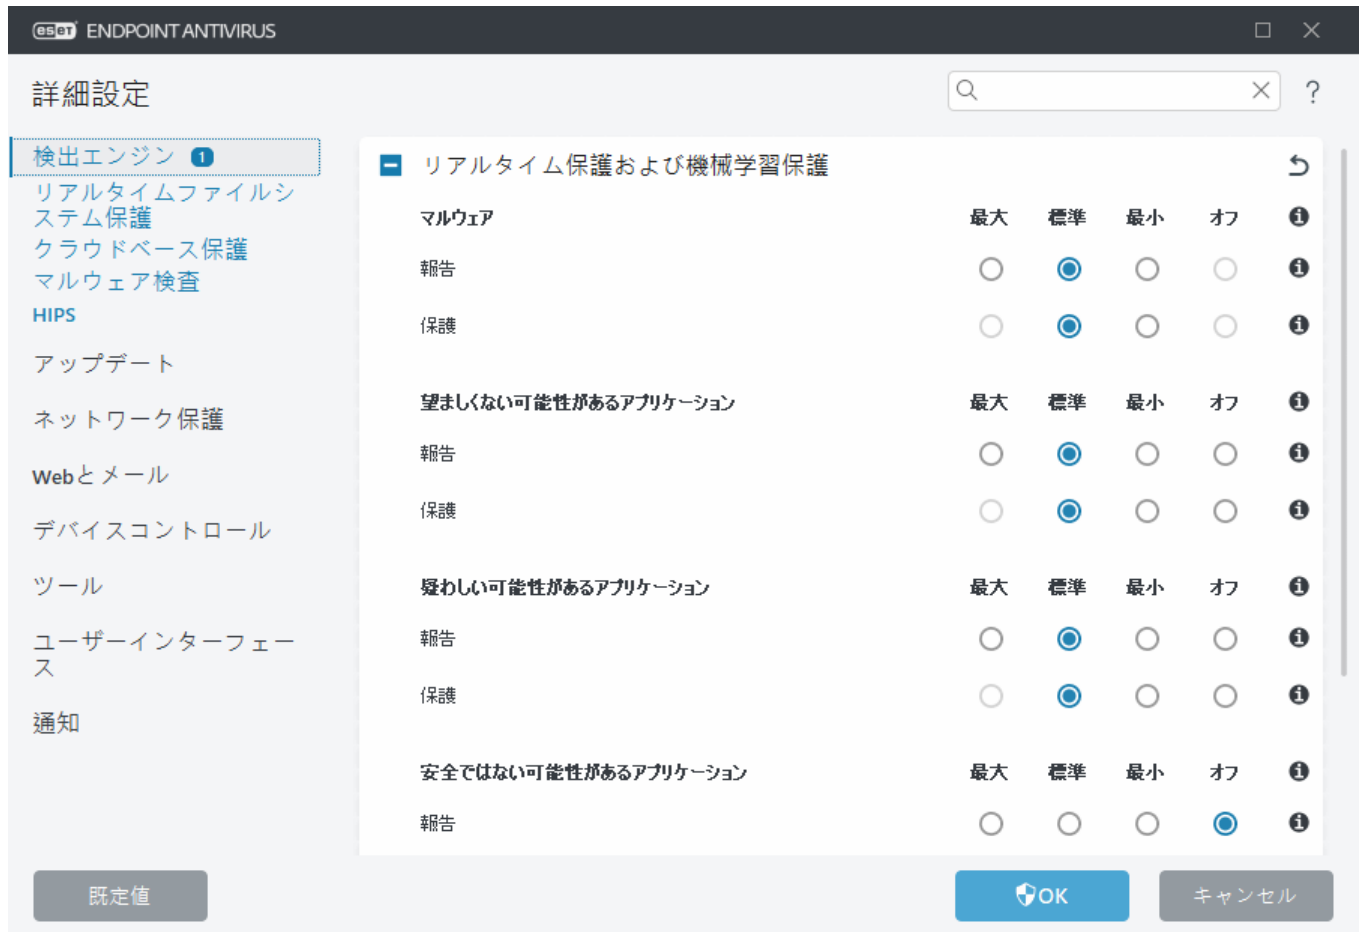 eset ENDPOINT ANTIVIRUS
詳細設定
?
検出エンジン 1
リアルタイムファイルシ
ステム保護
クラウドベース保護
マルウェア検査
HIPS
アップデート
ネットワーク保護
Webとメール
デバイスコントロール
ツール
ユーザーインターフェー
ス
通知
リアルタイム保護および機械学習保護
マルウェア 最大 標準 最小 オフ
報告
保護
望ましくない可能性があるアプリケーション 最大 標準 最小 オフ
報告
保護
疑わしい可能性があるアプリケーション 最大 標準 最小 オフ
報告
保護
安全ではない可能性があるアプリケーション 最大 標準 最小 オフ
報告
既定値 OK キャンセル